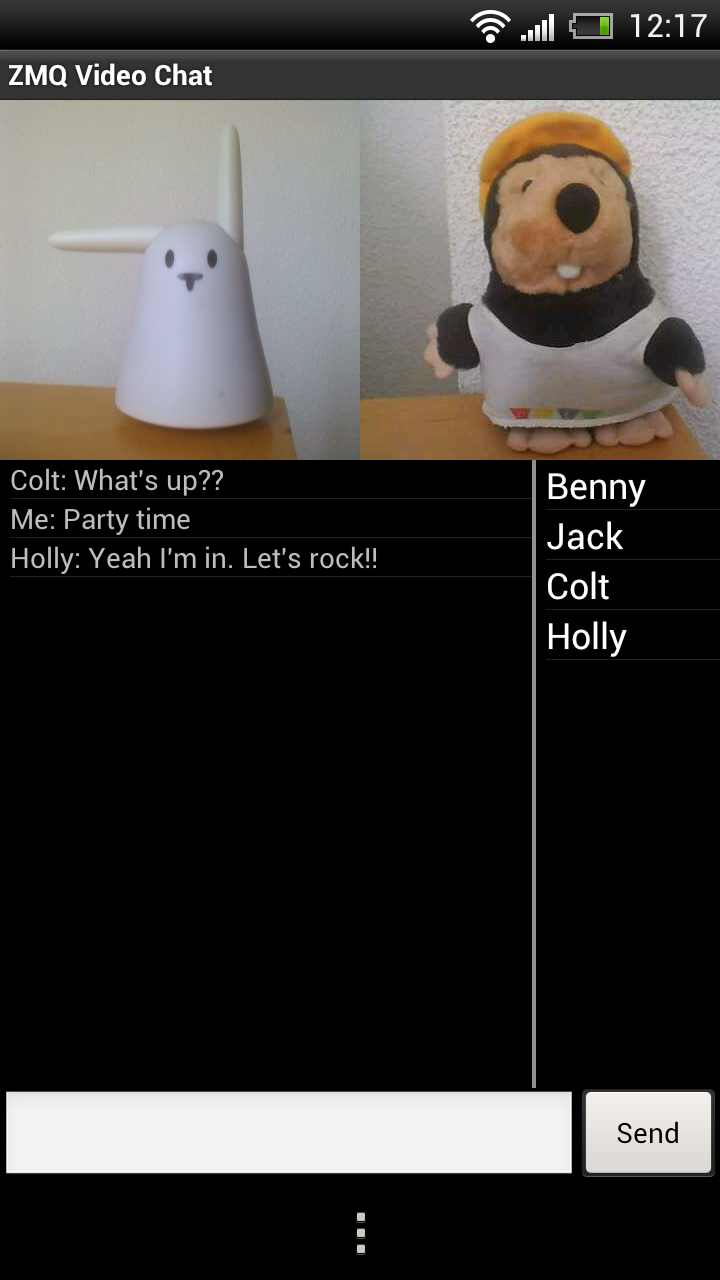 12:17
ZMQ Video Chat
Colt: What's up??
Me: Party time
Holly: Yeah I'm in. Let's rock!!
Benny
Jack
Colt
Holly
Send